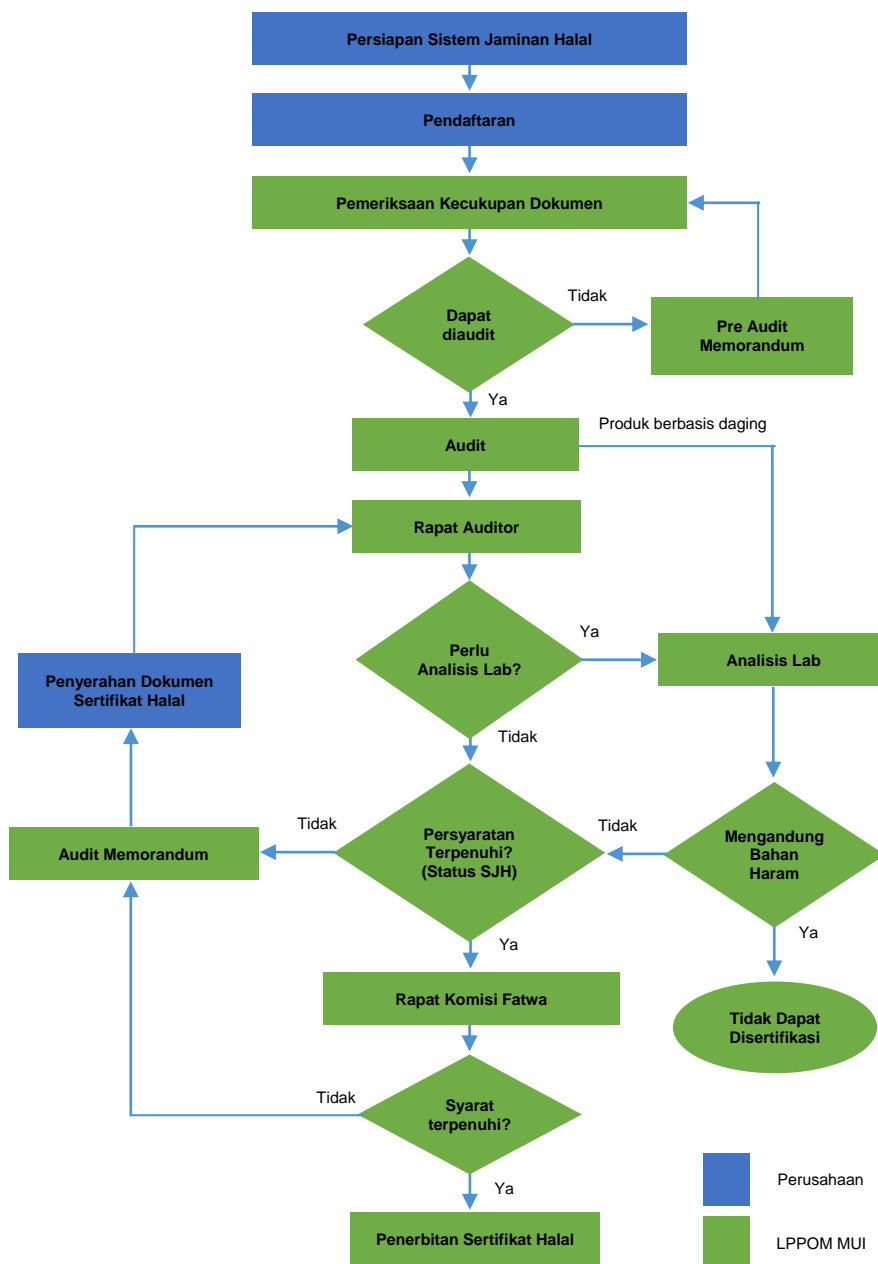 Persiapan Sistem Jaminan Halal
Pendaftaran
Pemeriksaan Kecukupan Dokumen
Dapat
diaudit
Tidak
Pre Audit
Memorandum
Ya
Audit
Produk berbasis daging
Rapat Auditor
Perlu
Analisis Lab?
Ya
Analisis Lab
Penyerahan Dokumen
Sertifikat Halal
Tidak
Persyaratan
Terpenuhi?
(Status SJH)
Tidak
Audit Memorandum
Tidak
Mengandung
Bahan
Haram
Ya
Ya
Rapat Komisi Fatwa
Tidak Dapat
Disertifikasi
Tidak
Syarat
terpenuhi?
Ya
Penerbitan Sertifikat Halal
Perusahaan
LPPOM MUI